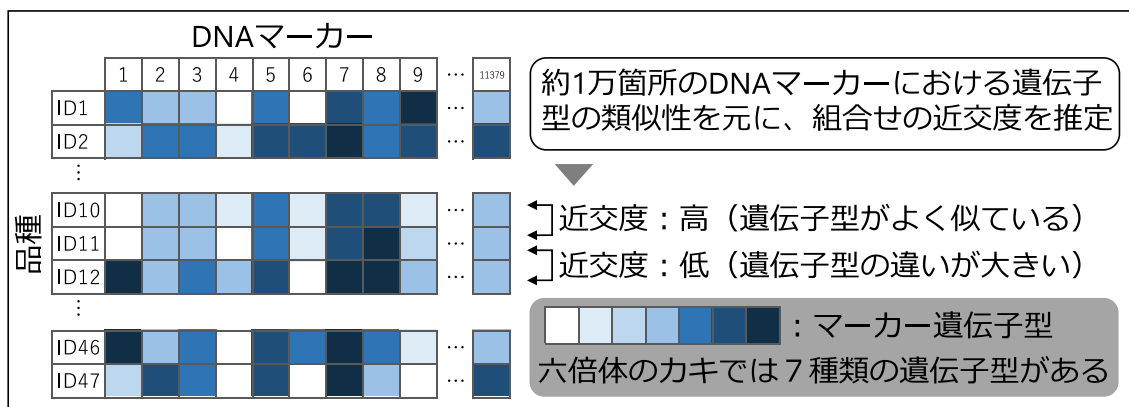 DNAマーカー
1 2 3 4 5 6 7 8 9 … 11379
ID1 … 
ID2 … 
⋮
ID10 … 
ID11 … 
ID12 … 
⋮
ID46 … 
ID47 … 
品種
約1万箇所のDNAマーカーにおける遺伝子
型の類似性を元に、組合せの近交度を推定
近交度：高（遺伝子型がよく似ている）
近交度：低（遺伝子型の違いが大きい）
：マーカー遺伝子型
六倍体のカキでは７種類の遺伝子型がある